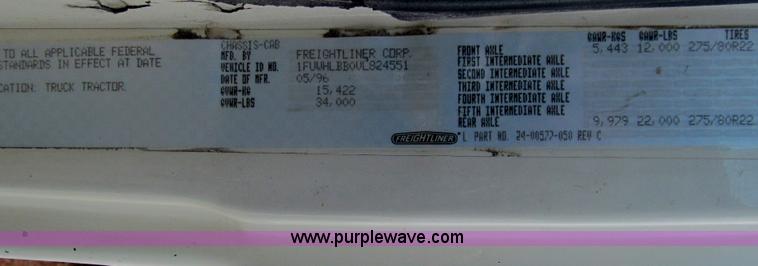 TO ALL APPLICABLE FEDERAL
STANDARDS IN EFFECT AT DATE
CATION: TRUCK TRACTOR
CHASSIS-CAB
MFD. BY FREIGHTLINER CORP.
VEHICLE ID NO. 1FUWHLBB0VL824551
DATE OF MFR. 05/96
GVWR-KG 15,422
GVWR-LBS 34,000
GAWR-KGS GAWR-LBS TIRES
FRONT AXLE 5,443 12,000 275/80R22
FIRST INTERMEDIATE AXLE
SECOND INTERMEDIATE AXLE
THIRD INTERMEDIATE AXLE
FOURTH INTERMEDIATE AXLE
FIFTH INTERMEDIATE AXLE
REAR AXLE 9,979 22,000 275/80R22
FREIGHTLINER L PART NO. 24-00577-050 REV C
www.purplewave.com